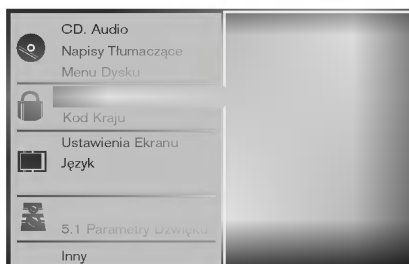 CD. Audio
Napisy Tłumaczące
Menu Dysku
Kod Kraju
Ustawienia Ekranu
Język
5.1 Parametry Dźwięku
Inny